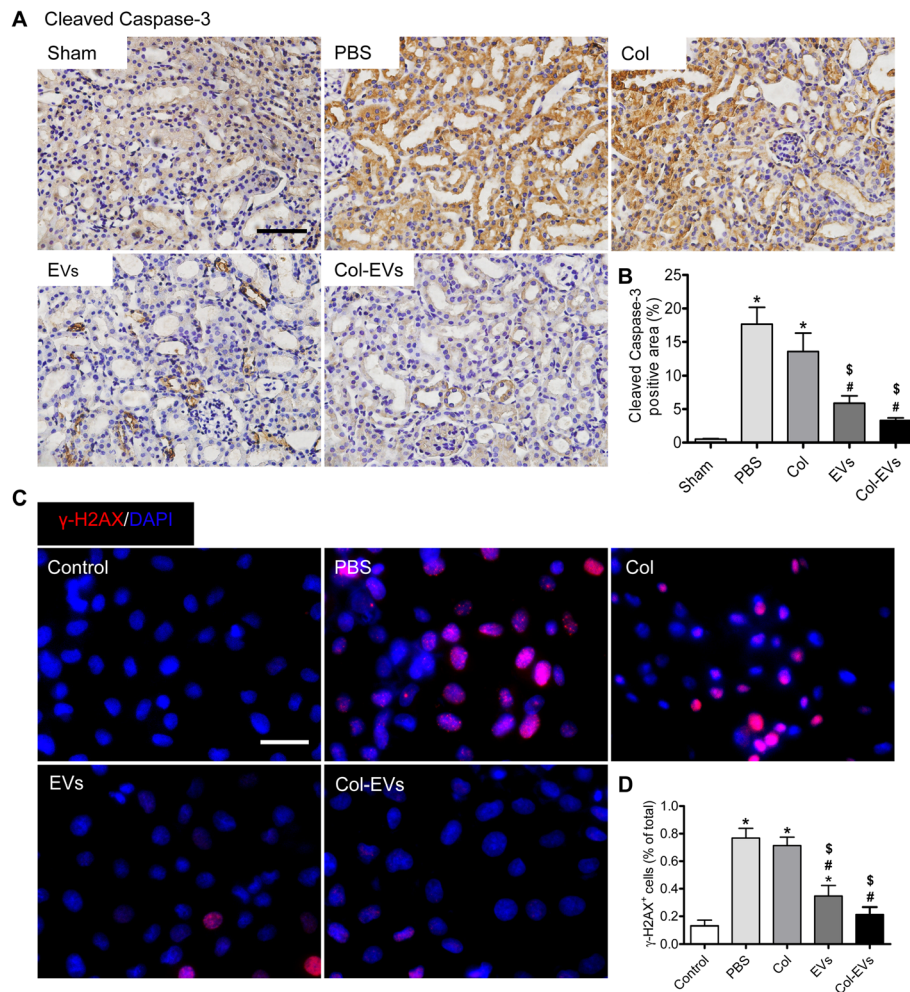 A Cleaved Caspase-3
Sham
PBS
Col
EVs
Col-EVs
B
Cleaved Caspase-3
positive area (%)
25
20
15
10
5
0
*
*
$
#
$
#
Sham
PBS
Col
EVs
Col-EVs
C
γ-H2AX/DAPI
Control
PBS
Col
EVs
Col-EVs
D
γ-H2AX⁺ cells (% of total)
1.0
0.8
0.6
0.4
0.2
0.0
*
*
$
#
*
$
#
Control
PBS
Col
EVs
Col-EVs